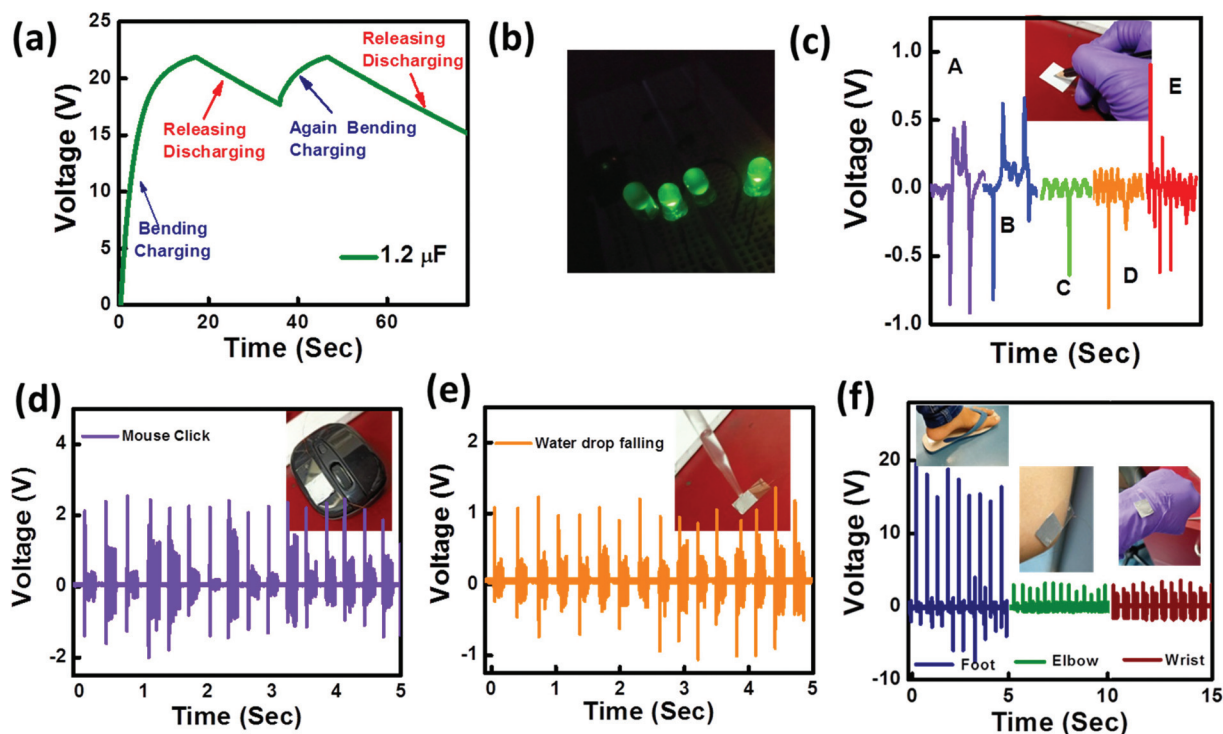 (a)
25
20
15
10
5
0
Voltage (V)
0
20
40
60
Time (Sec)
Bending
Charging
Releasing
Discharging
Again Bending
Charging
Releasing
Discharging
1.2 μF
(b)
(c)
1.0
0.5
0.0
-0.5
-1.0
Voltage (V)
A
B
C
D
E
Time (Sec)
(d)
4
2
0
-2
Voltage (V)
Mouse Click
0
1
2
3
4
5
Time (Sec)
(e)
2
1
0
-1
Voltage (V)
Water drop falling
0
1
2
3
4
5
Time (Sec)
(f)
20
10
0
-10
Voltage (V)
Foot
Elbow
Wrist
0
5
10
15
Time (Sec)